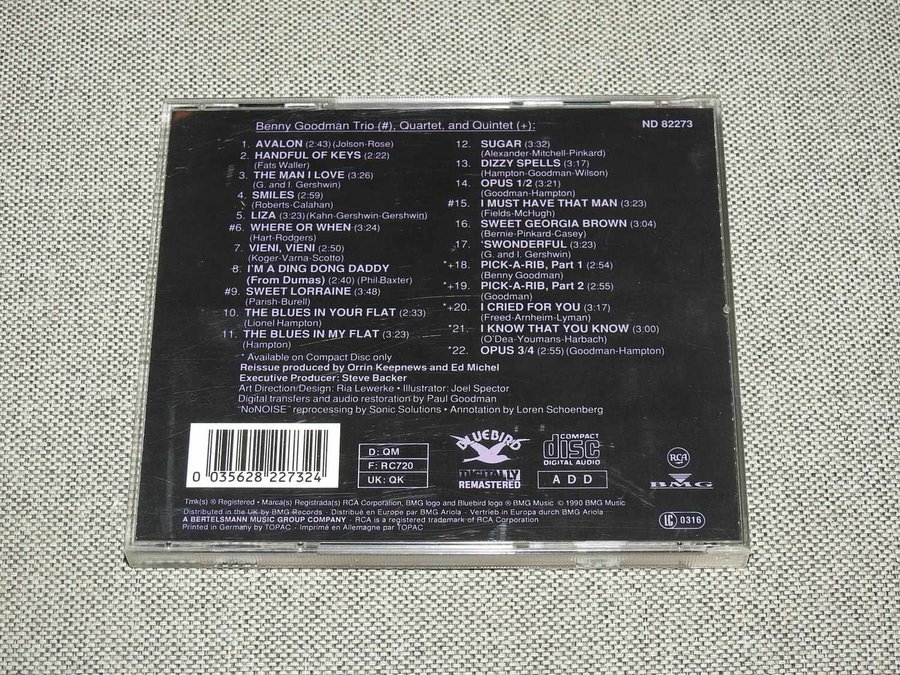 Benny Goodman Trio (#), Quartet, and Quintet (+):
ND 82273
1. AVALON (2:43) (Jolson-Rose)
2. HANDFUL OF KEYS (2:22)
(Fats Waller)
3. THE MAN I LOVE (3:26)
(G. and I. Gershwin)
4. SMILES (2:59)
(Roberts-Calahan)
5. LIZA (3:23) (Kahn-Gershwin-Gershwin)
#6. WHERE OR WHEN (3:24)
(Hart-Rodgers)
7. VIENI, VIENI (2:50)
(Koger-Varna-Scotto)
8. I'M A DING DONG DADDY
(From Dumas) (2:40) (Phil Baxter)
#9. SWEET LORRAINE (3:48)
(Parish-Burell)
10. THE BLUES IN YOUR FLAT (2:33)
(Lionel Hampton)
11. THE BLUES IN MY FLAT (3:23)
(Hampton)
12. SUGAR (3:32)
(Alexander-Mitchell-Pinkard)
13. DIZZY SPELLS (3:17)
(Hampton-Goodman-Wilson)
14. OPUS 1/2 (3:21)
(Goodman-Hampton)
#15. I MUST HAVE THAT MAN (3:23)
(Fields-McHugh)
16. SWEET GEORGIA BROWN (3:04)
(Bernie-Pinkard-Casey)
17. 'SWONDERFUL (3:23)
(G. and I. Gershwin)
*+18. PICK-A-RIB, Part 1 (2:54)
(Benny Goodman)
*+19. PICK-A-RIB, Part 2 (2:55)
(Goodman)
*+20. I CRIED FOR YOU (3:17)
(Freed-Arnheim-Lyman)
*21. I KNOW THAT YOU KNOW (3:00)
(O'Dea-Youmans-Harbach)
*22. OPUS 3/4 (2:55) (Goodman-Hampton)
* Available on Compact Disc only
Reissue produced by Orrin Keepnews and Ed Michel
Executive Producer: Steve Backer
Art Direction/Design: Ria Lewerke • Illustrator: Joel Spector
Digital transfers and audio restoration by Paul Goodman
"NoNOISE" reprocessing by Sonic Solutions • Annotation by Loren Schoenberg
0 035628 227324
D: QM
F: RC720
UK: QK
BLUEBIRD
DIGITALLY
REMASTERED
COMPACT
disc
DIGITAL AUDIO
A D D
RCA
BMG
Tmk(s) ® Registered • Marca(s) Registrada(s) RCA Corporation, BMG logo and Bluebird logo ® BMG Music • © 1990 BMG Music
Distributed in the UK by BMG Records • Distribué en Europe par BMG Ariola • Vertrieb in Europa durch BMG Ariola
A BERTELSMANN MUSIC GROUP COMPANY • RCA is a registered trademark of RCA Corporation
Printed in Germany by TOPAC • Imprimé en Allemagne par TOPAC
LC 0316